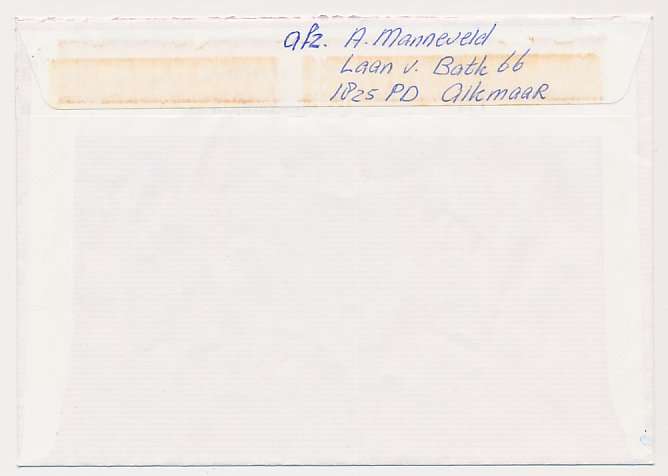 afz. A. Manneveld
Laan v. Bath 66
1825 PD Alkmaar